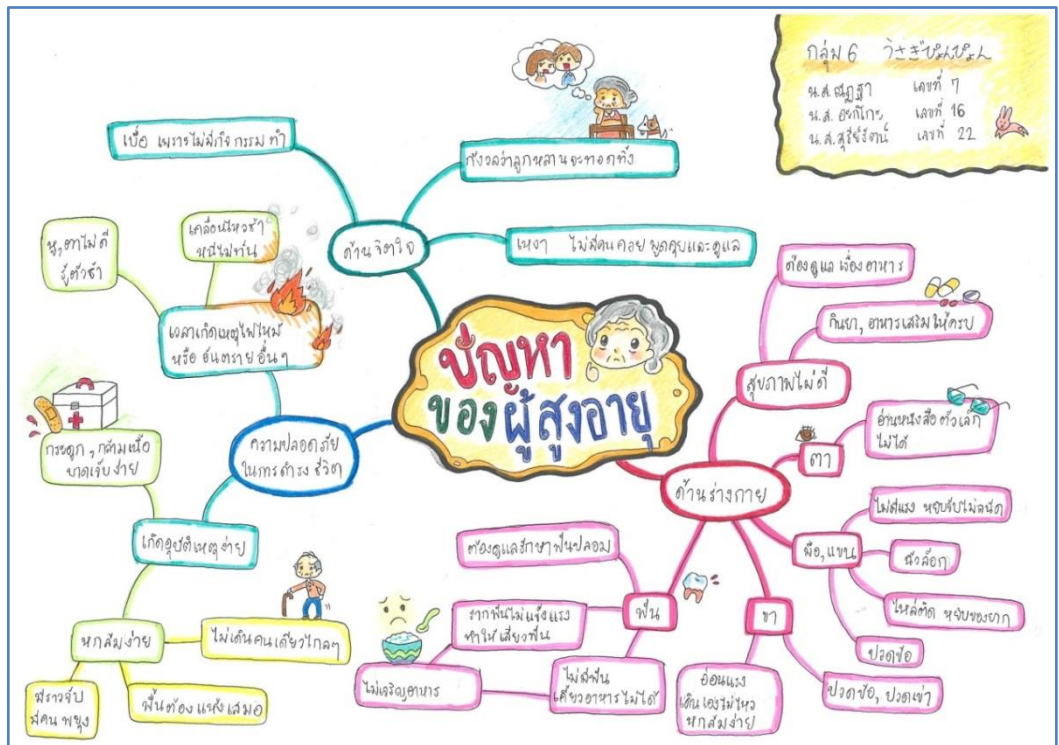 กลุ่ม 6
น.ส. ณัฏฐา เลขที่ 7
น.ส. เลขที่ 16
น.ส. สุรีย์รัตน์ เลขที่ 22
ปัญหา
ของผู้สูงอายุ
ด้านจิตใจ
เบื่อ เพราะไม่มีกิจกรรมทำ
กังวลว่าลูกหลานจะทอดทิ้ง
เหงา ไม่มีคนคอยพูดคุยและดูแล
ความปลอดภัย
ในการดำรงชีวิต
เวลาเกิดเหตุไฟไหม้
หรือ อันตรายอื่นๆ
หู,ตาไม่ดี
รู้ตัวช้า
เคลื่อนไหวช้า
หนีไม่ทัน
เกิดอุบัติเหตุง่าย
กระดูก,กล้ามเนื้อ
บาดเจ็บง่าย
หกล้มง่าย
ไม่เดินคนเดียวไกลๆ
พื้นต้องแห้งเสมอ
มีราวจับ
มีคนพยุง
ด้านร่างกาย
สุขภาพไม่ดี
ต้องดูแลเรื่องอาหาร
กินยา,อาหารเสริมให้ครบ
ตา
อ่านหนังสือตัวเล็ก
ไม่ได้
มือ,แขน
ไม่มีแรง หยิบจับไม่ถนัด
นิ้วล็อก
ไหล่ติด หยิบของยาก
ปวดข้อ
ขา
ปวดข้อ,ปวดเข่า
อ่อนแรง
เดินเองไม่ไหว
หกล้มง่าย
ฟัน
ต้องดูแลรักษาฟันปลอม
รากฟันไม่แข็งแรง
ทำให้เสียวฟัน
ไม่มีฟัน
เคี้ยวอาหารไม่ได้
ไม่เจริญอาหาร